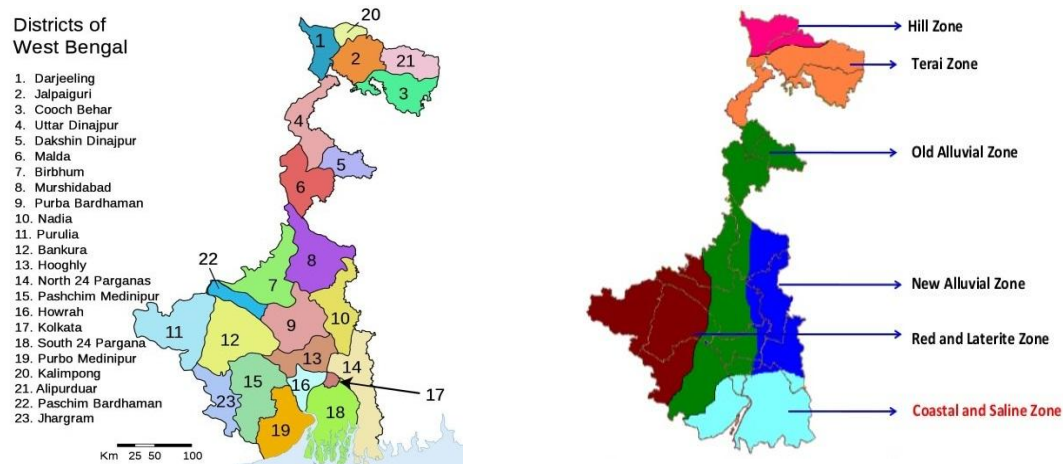 Districts of
West Bengal
1. Darjeeling
2. Jalpaiguri
3. Cooch Behar
4. Uttar Dinajpur
5. Dakshin Dinajpur
6. Malda
7. Birbhum
8. Murshidabad
9. Purba Bardhaman
10. Nadia
11. Purulia
12. Bankura
13. Hooghly
14. North 24 Parganas
15. Pashchim Medinipur
16. Howrah
17. Kolkata
18. South 24 Pargana
19. Purbo Medinipur
20. Kalimpong
21. Alipurduar
22. Paschim Bardhaman
23. Jhargram
Km 25 50 100
20
1
2
21
3
4
5
6
8
22
7
11
9
10
12
13
14
15
16
17
23
18
19
Hill Zone
Terai Zone
Old Alluvial Zone
New Alluvial Zone
Red and Laterite Zone
Coastal and Saline Zone